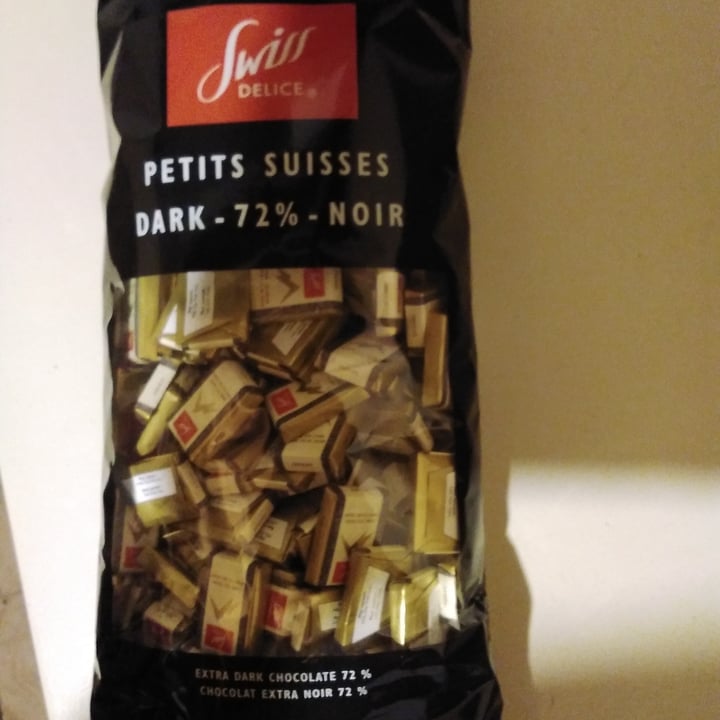 Swiss
DELICE®
PETITS SUISSES
DARK - 72% - NOIR
EXTRA DARK CHOCOLATE 72 %
CHOCOLAT EXTRA NOIR 72 %